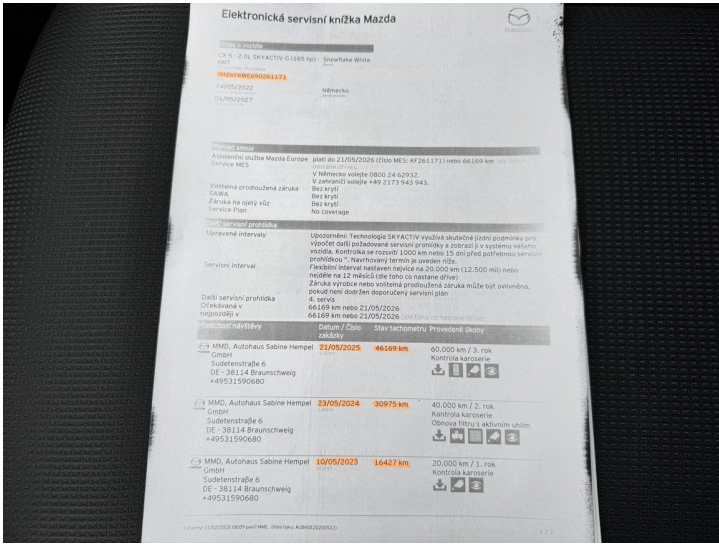 Elektronická servisní knížka Mazda
CX-5 - 2.0L SKYACTIV-G (165 hp) - Snowflake White
Německo
01/05/2027
Asistenční služba Mazda Europe platí do 21/05/2026 (číslo MES: KF261171) nebo 66169 km
Service MES
V Německo volejte 0800 24 62932.
V zahraničí volejte +49 2173 943 943.
Volitelná prodloužená záruka Bez krytí
SAWA Bez krytí
Záruka na ojetý vůz Bez krytí
Service Plan No coverage
servisní prohlídka
Upravené intervaly Upozornění: Technologie SKYACTIV využívá skutečné jízdní podmínky pro
výpočet další požadované servisní prohlídky a zobrazí ji v systému vašeho
vozidla. Kontrolka se rozsvítí 1000 km nebo 15 dní před potřebnou servisní
prohlídkou ". Navrhovaný termín je uveden níže.
Servisní interval Flexibilní interval nastaven nejvíce na 20.000 km (12.500 mil) nebo
nejdéle na 12 měsíců (dle toho co nastane dříve)
Záruka výrobce nebo volitelná prodloužená záruka může být ovlivněna,
pokud není dodržen doporučený servisní plán
Další servisní prohlídka 4. servis
Očekávaná v 66169 km nebo 21/05/2026
nejpozději v 66169 km nebo 21/05/2026 (dle toho co nastane dříve)
Předchozí návštěvy Datum / Číslo zakázky Stav tachometru Provedené úkony
MMD, Autohaus Sabine Hempel GmbH 21/05/2025 46169 km 60.000 km / 3. rok
Kontrola karoserie
Sudetenstraße 6
DE - 38114 Braunschweig
+49531590680
MMD, Autohaus Sabine Hempel GmbH 23/05/2024 30975 km 40.000 km / 2. rok
Kontrola karoserie
Obnova filtru s aktivním uhlím
Sudetenstraße 6
DE - 38114 Braunschweig
+49531590680
MMD, Autohaus Sabine Hempel GmbH 10/05/2023 16427 km 20.000 km / 1. rok
Kontrola karoserie
Sudetenstraße 6
DE - 38114 Braunschweig
+49531590680